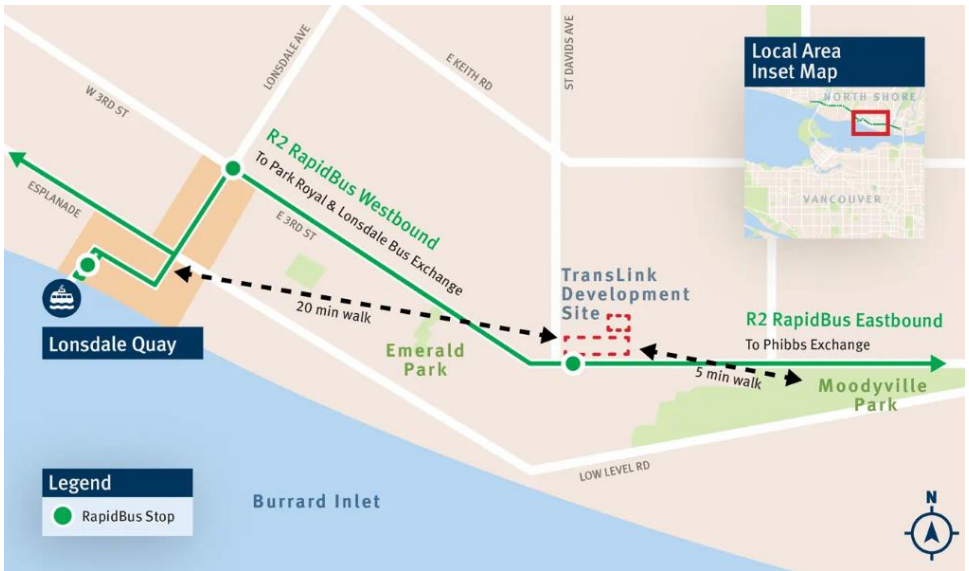 LONSDALE AVE
E KEITH RD
ST DAVIDS AVE
W 3RD ST
Local Area
Inset Map
NORTH SHORE
VANCOUVER
R2 RapidBus Westbound
To Park Royal & Lonsdale Bus Exchange
ESPLANADE
E 3RD ST
20 min walk
TransLink
Development
Site
R2 RapidBus Eastbound
To Phibbs Exchange
Lonsdale Quay
Emerald
Park
5 min walk
Moodyville
Park
LOW LEVEL RD
Legend
RapidBus Stop
Burrard Inlet
N